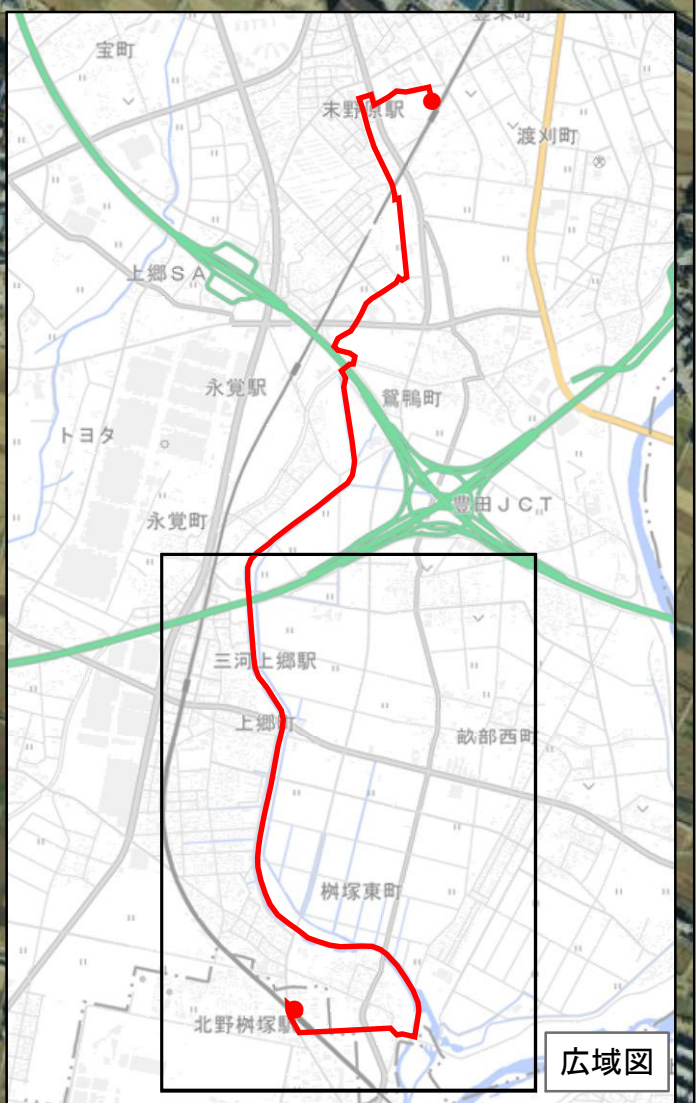 宝町
末野原駅
渡刈町
上郷ＳＡ
永覚駅
鴛鴨町
トヨタ
豊田ＪＣＴ
永覚町
三河上郷駅
上郷町
畝部西町
桝塚東町
北野桝塚駅
広域図